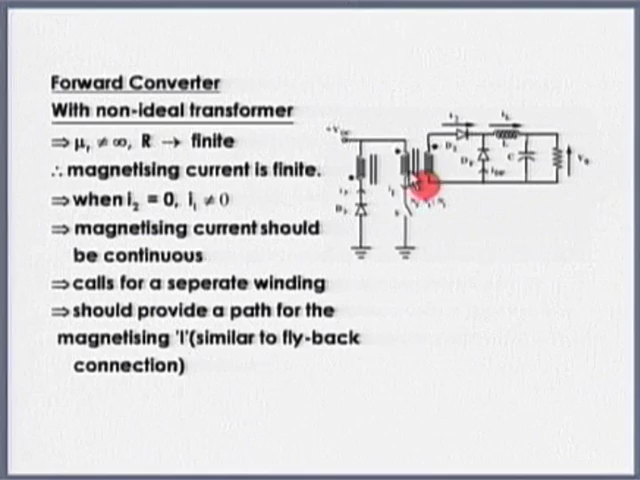 Forward Converter
With non-ideal transformer
⇒ μr ≠ ∞, R → finite
∴ magnetising current is finite.
⇒ when i2 = 0, i1 ≠ 0
⇒ magnetising current should
be continuous
⇒ calls for a seperate winding
⇒ should provide a path for the
magnetising 'I'(similar to fly-back
connection)